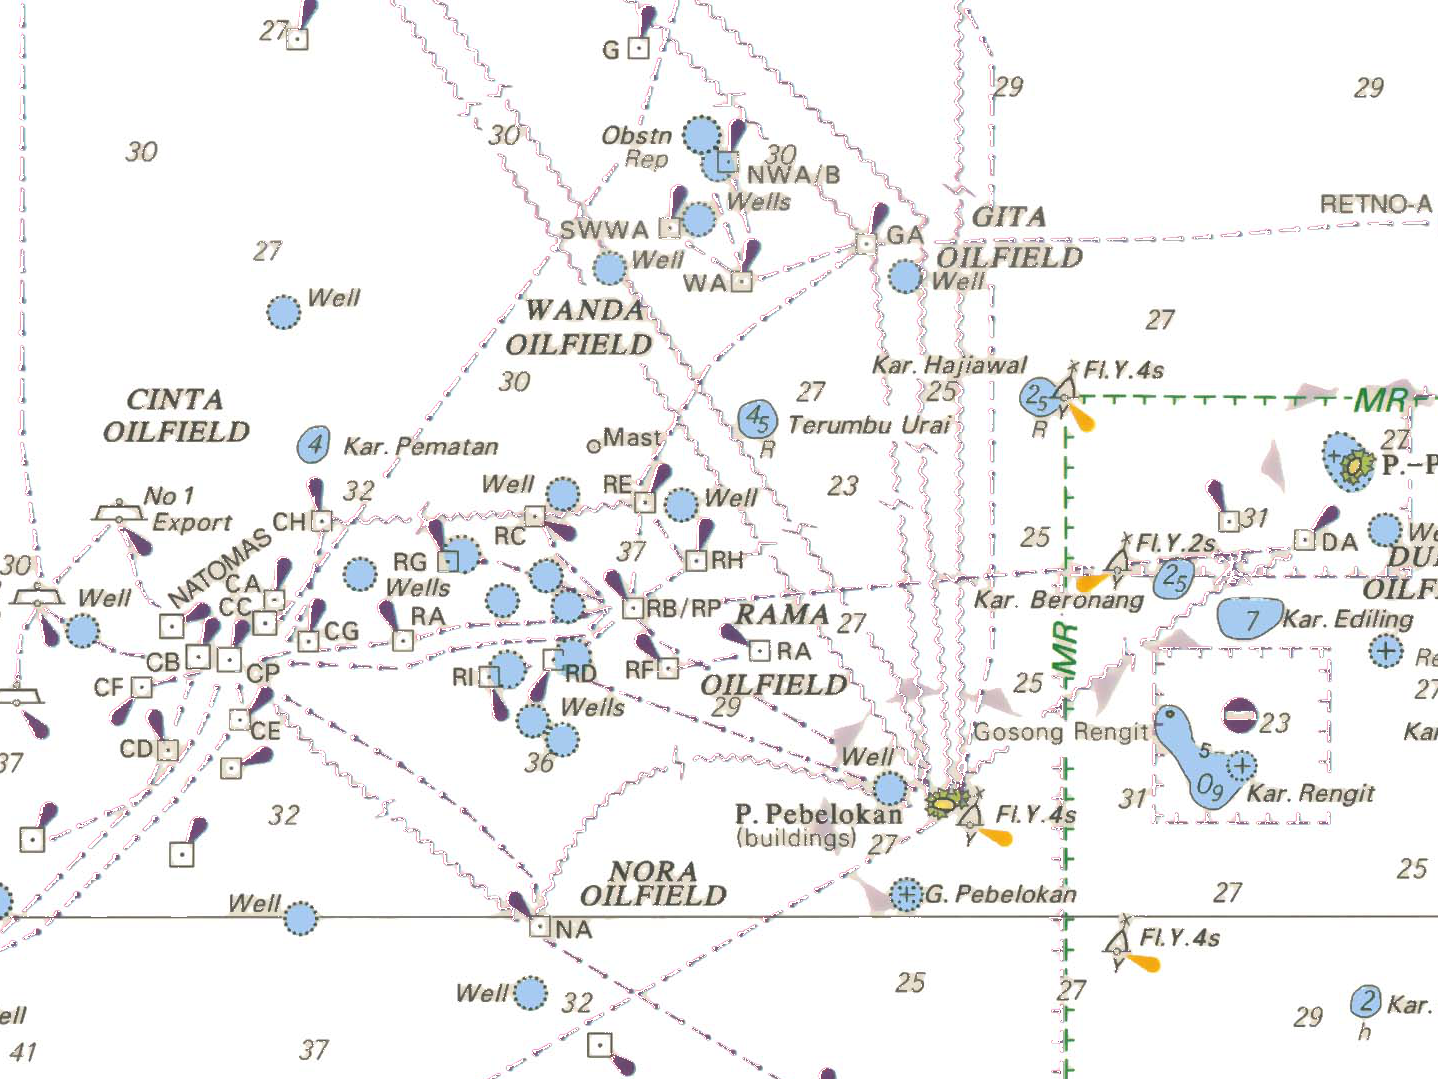 27
G
29
29
30
30
Obstn
Rep
30
NWA/B
Wells
RETNO-A
SWWA
GITA
OILFIELD
GA
27
Well
WA
Well
Well
WANDA
OILFIELD
27
30
Kar. Hajiawal
25
Fl.Y.4s
2₅
R
MR
CINTA
OILFIELD
27
4₅
R
Terumbu Urai
4
Kar. Pematan
Mast
27
P.-P
32
Well
RE
Well
23
No 1
Export
CH
RC
31
25
Fl.Y.2s
DA
We
30
NATOMAS
RG
Wells
37
RH
DU
OILF
2₅
Kar. Beronang
Well
CA
CC
CG
RA
RB/RP
RAMA
OILFIELD
27
7
Kar. Ediling
MR
CB
CP
RI
RD
RF
RA
Re
CF
25
27
Wells
29
CE
CD
Gosong Rengit
23
Kar
37
36
Well
5
0₉
Kar. Rengit
31
32
P. Pebelokan
(buildings)
Fl.Y.4s
27
NORA
OILFIELD
25
G. Pebelokan
27
Well
NA
Fl.Y.4s
Well
32
25
27
2
Kar.
h
29
ell
41
37